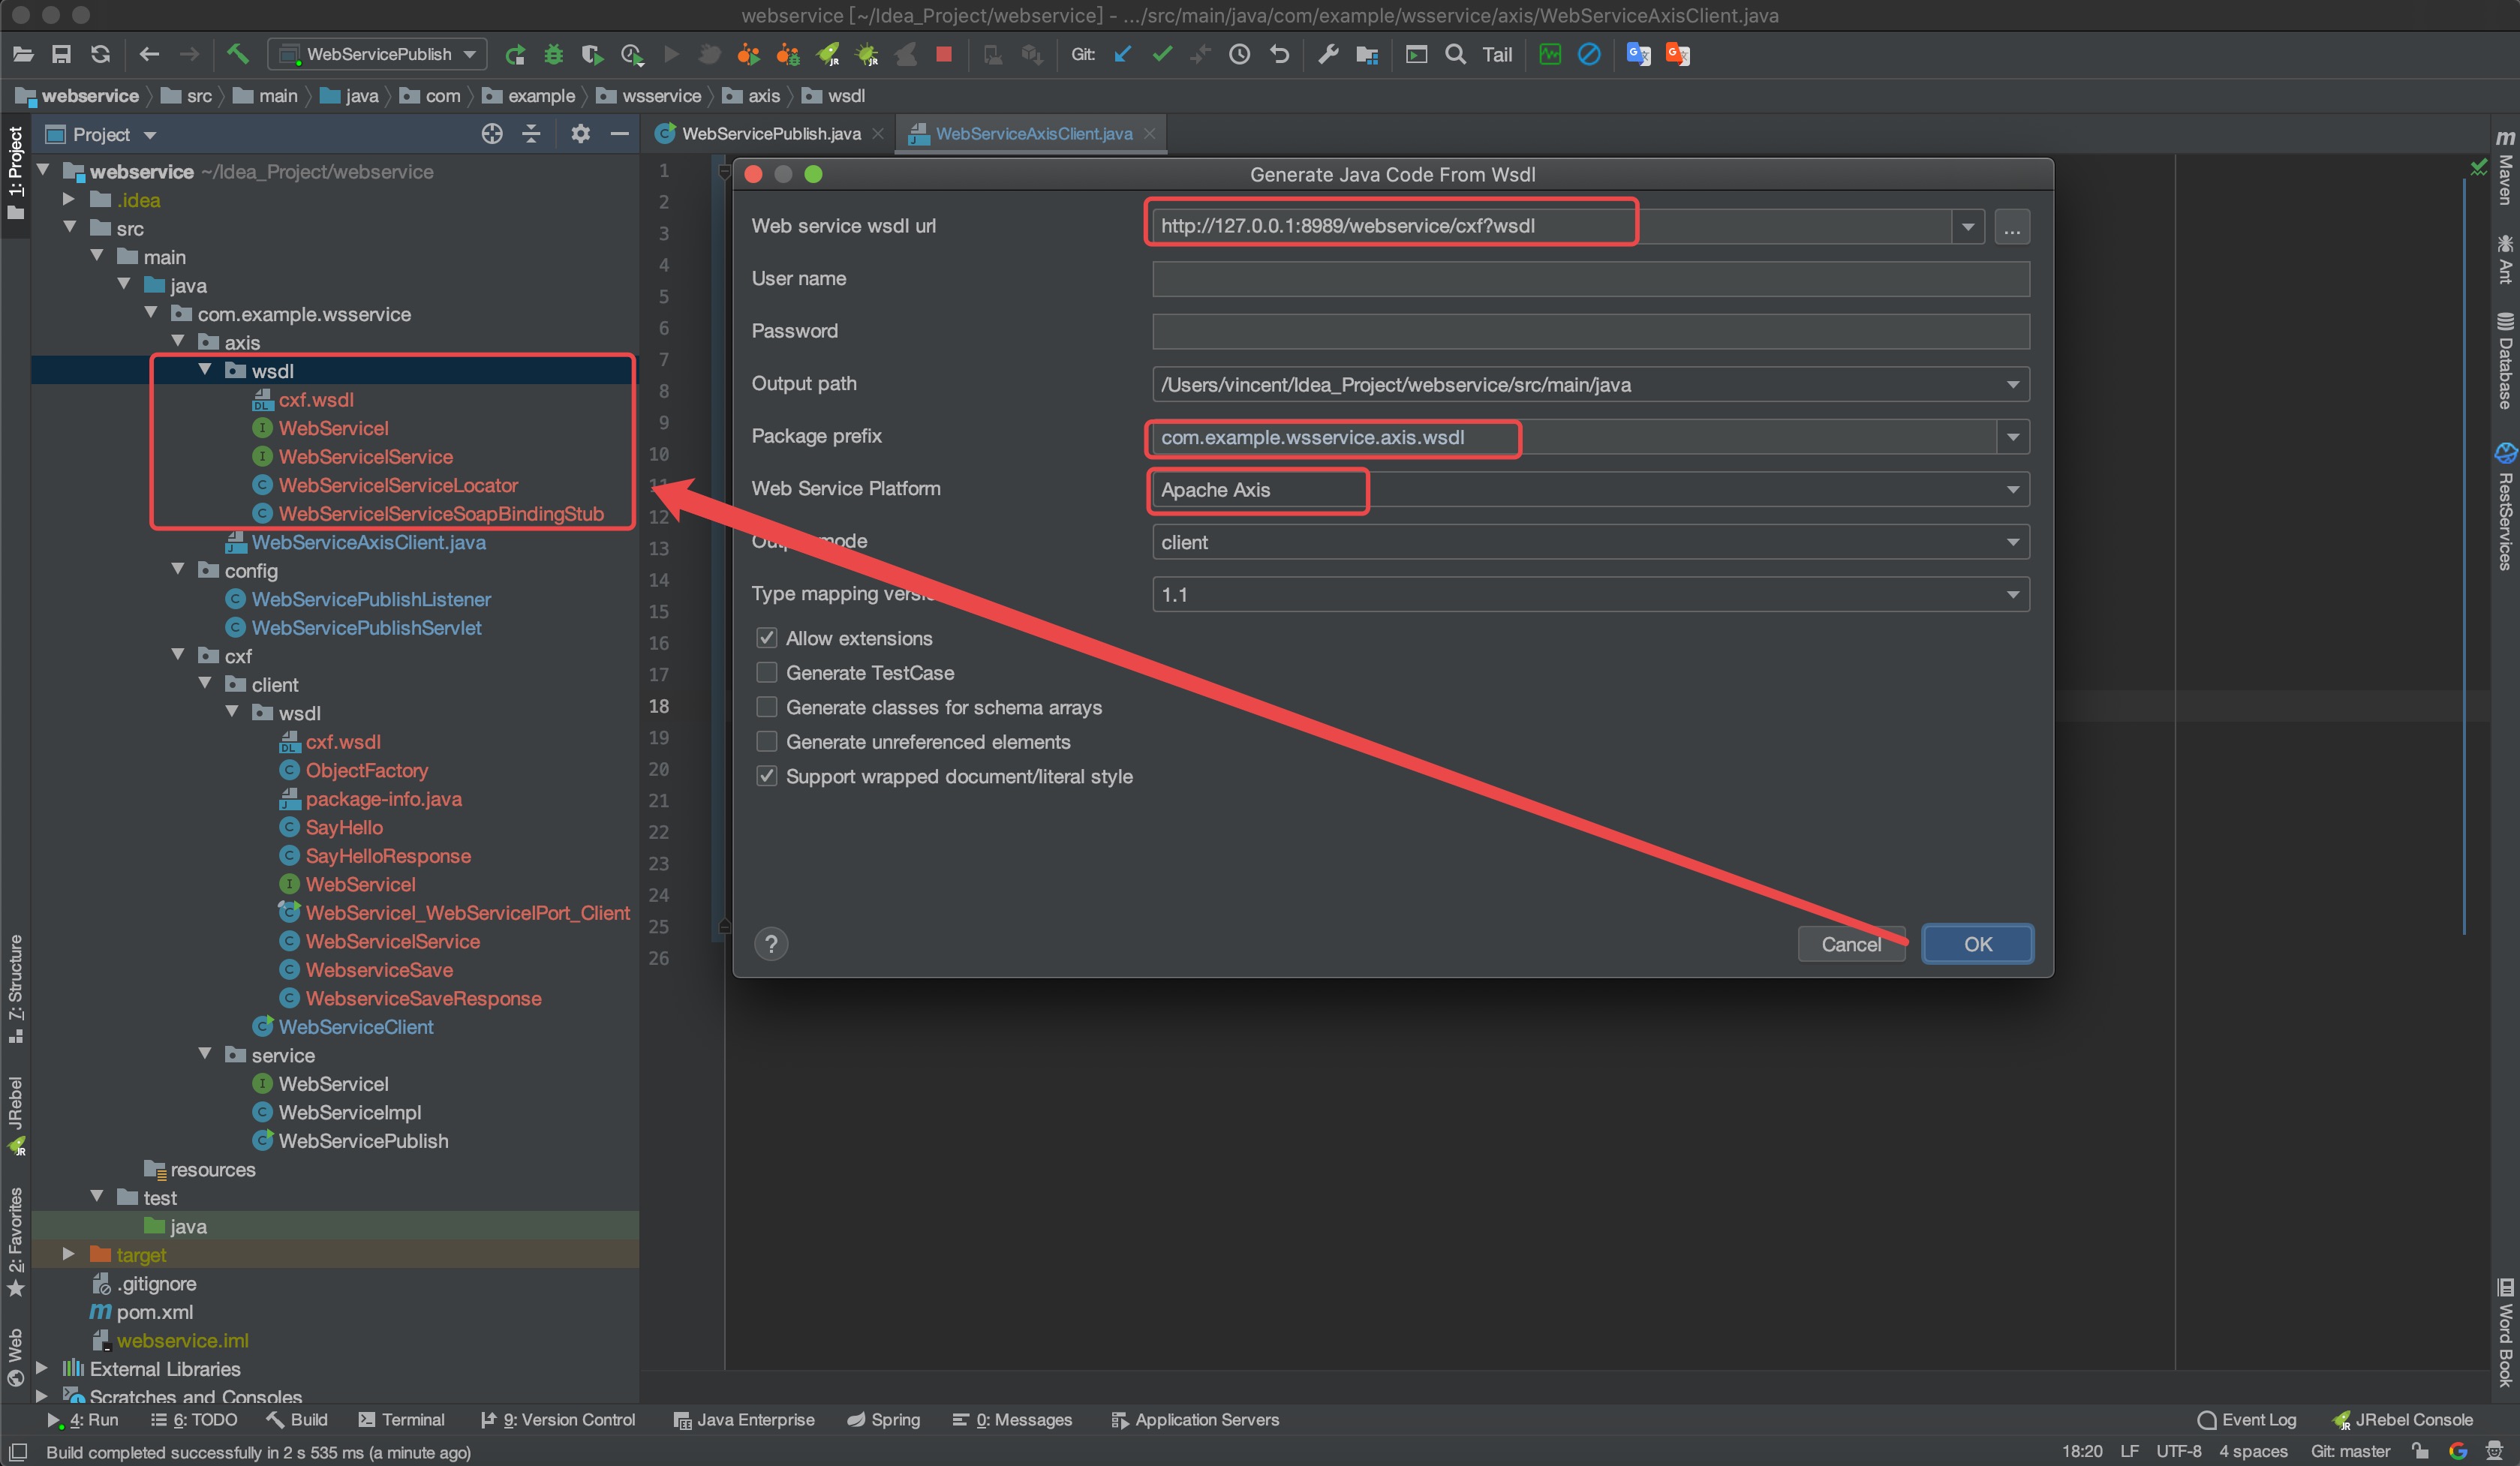 webservice [~/Idea_Project/webservice] - .../src/main/java/com/example/wsservice/axis/WebServiceAxisClient.java
WebServicePublish Git: Tail
webservice src main java com example wsservice axis wsdl
Project
WebServicePublish.java
WebServiceAxisClient.java
1: Project
7: Structure
JRebel
2: Favorites
Web
webservice ~/Idea_Project/webservice
.idea
src
main
java
com.example.wsservice
axis
wsdl
cxf.wsdl
WebServiceI
WebServiceIService
WebServiceIServiceLocator
WebServiceIServiceSoapBindingStub
WebServiceAxisClient.java
config
WebServicePublishListener
WebServicePublishServlet
cxf
client
wsdl
cxf.wsdl
ObjectFactory
package-info.java
SayHello
SayHelloResponse
WebServiceI
WebServiceI_WebServiceIPort_Client
WebServiceIService
WebserviceSave
WebserviceSaveResponse
WebServiceClient
service
WebServiceI
WebServiceImpl
WebServicePublish
resources
test
java
target
.gitignore
pom.xml
webservice.iml
External Libraries
Scratches and Consoles
1
2
3
4
5
6
7
8
9
10
11
12
13
14
15
16
17
18
19
20
21
22
23
24
25
26
Generate Java Code From Wsdl
Web service wsdl url http://127.0.0.1:8989/webservice/cxf?wsdl ...
User name
Password
Output path /Users/vincent/Idea_Project/webservice/src/main/java
Package prefix com.example.wsservice.axis.wsdl
Web Service Platform Apache Axis
mode client
Type mapping 1.1
Allow extensions
Generate TestCase
Generate classes for schema arrays
Generate unreferenced elements
Support wrapped document/literal style
? Cancel OK
Maven
Ant
Database
RestServices
Word Book
4: Run 6: TODO Build Terminal 9: Version Control Java Enterprise Spring 0: Messages Application Servers Event Log JRebel Console
Build completed successfully in 2 s 535 ms (a minute ago) 18:20 LF UTF-8 4 spaces Git: master